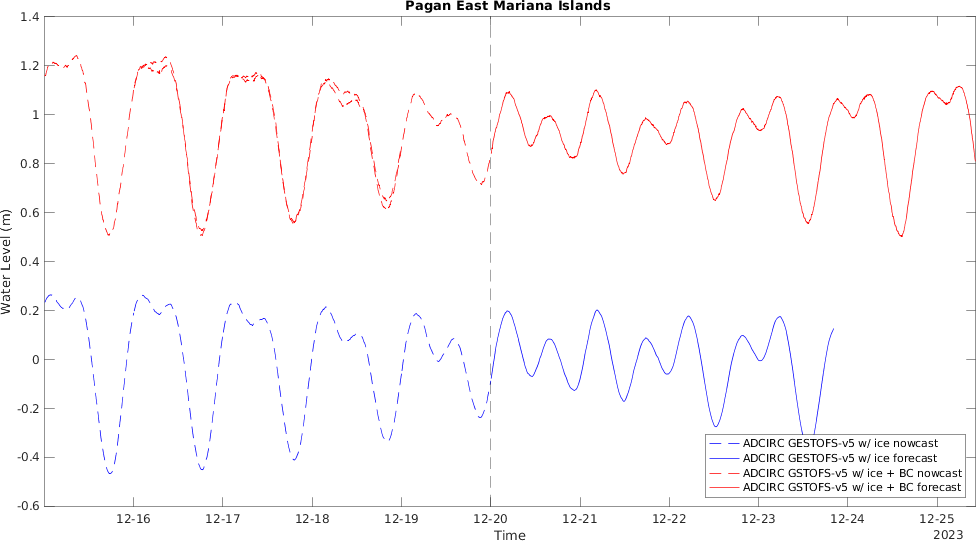 Pagan East Mariana Islands
1.4
1.2
1
0.8
0.6
0.4
0.2
0
-0.2
-0.4
-0.6
Water Level (m)
12-16 12-17 12-18 12-19 12-20 12-21 12-22 12-23 12-24 12-25
Time
2023
ADCIRC GESTOFS-v5 w/ ice nowcast
ADCIRC GESTOFS-v5 w/ ice forecast
ADCIRC GSTOFS-v5 w/ ice + BC nowcast
ADCIRC GSTOFS-v5 w/ ice + BC forecast